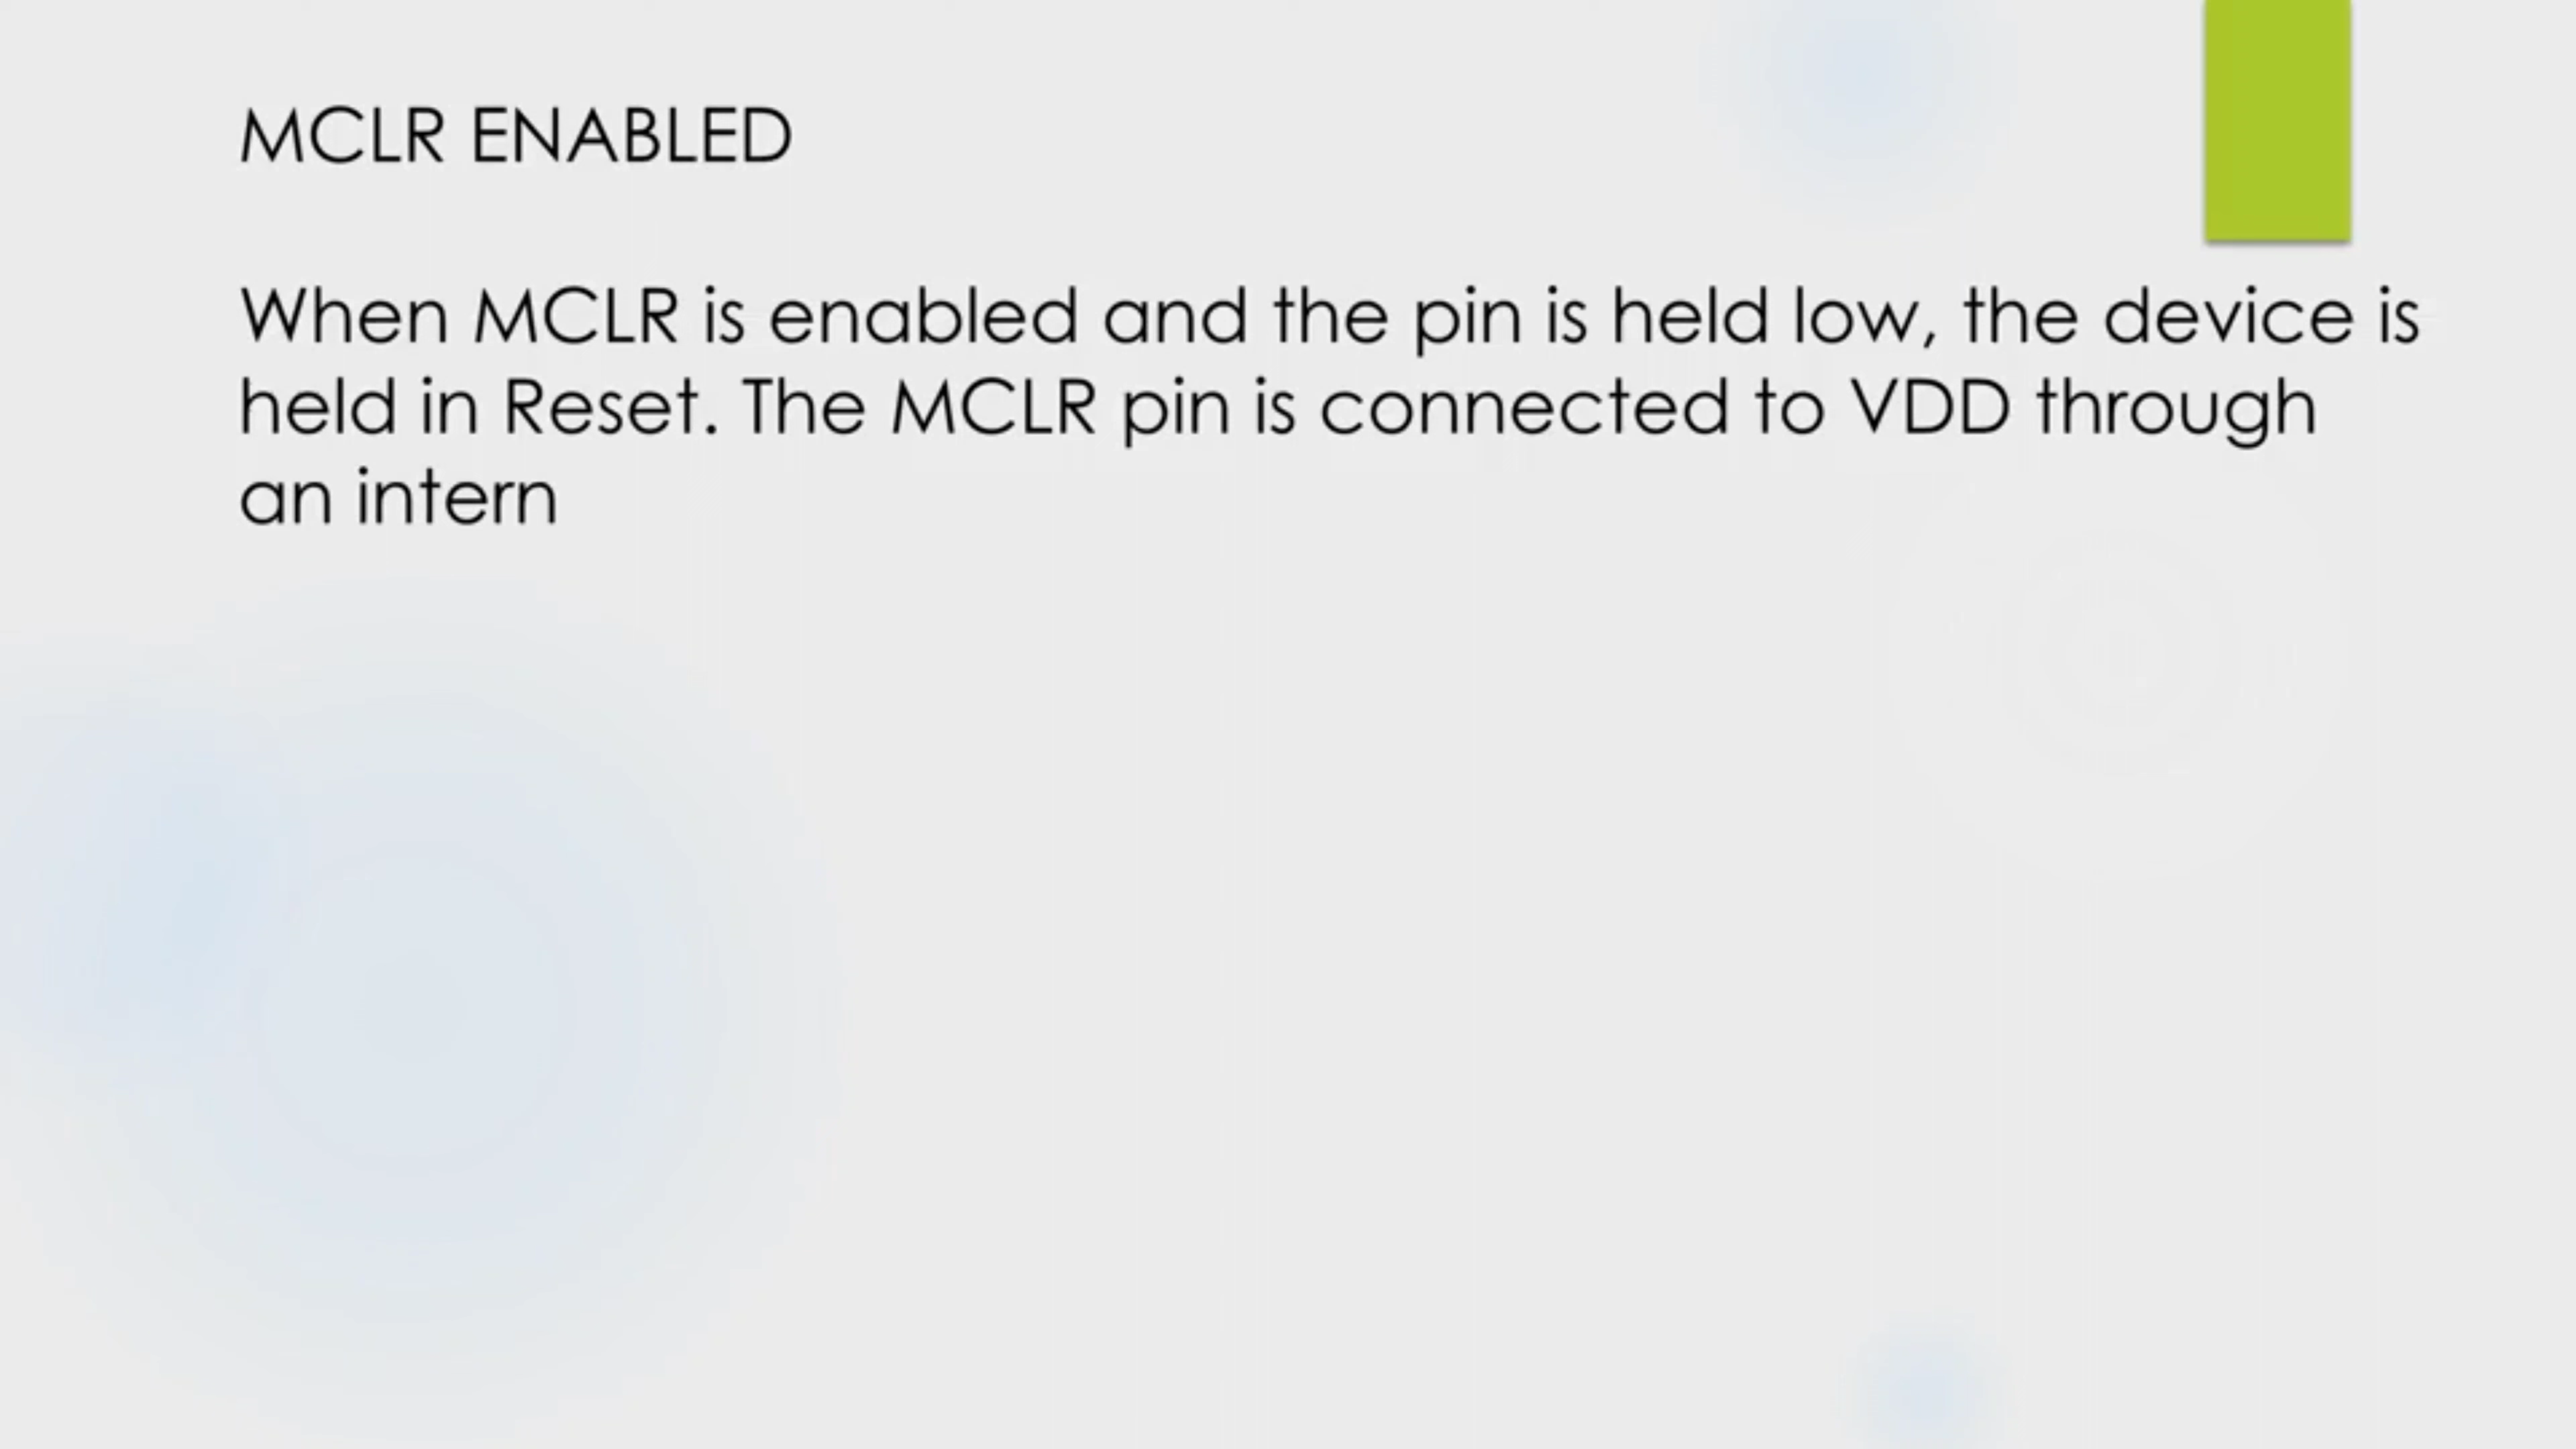 MCLR ENABLED
When MCLR is enabled and the pin is held low, the device is
held in Reset. The MCLR pin is connected to VDD through
an intern